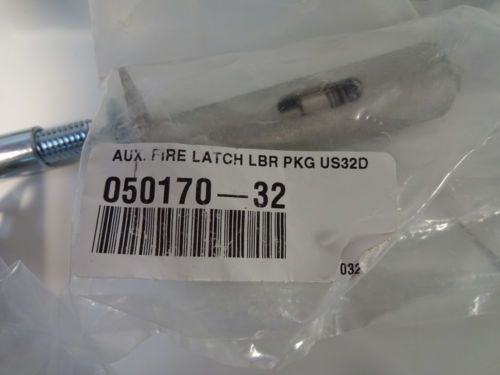 AUX. FIRE LATCH LBR PKG US32D
050170-32
032